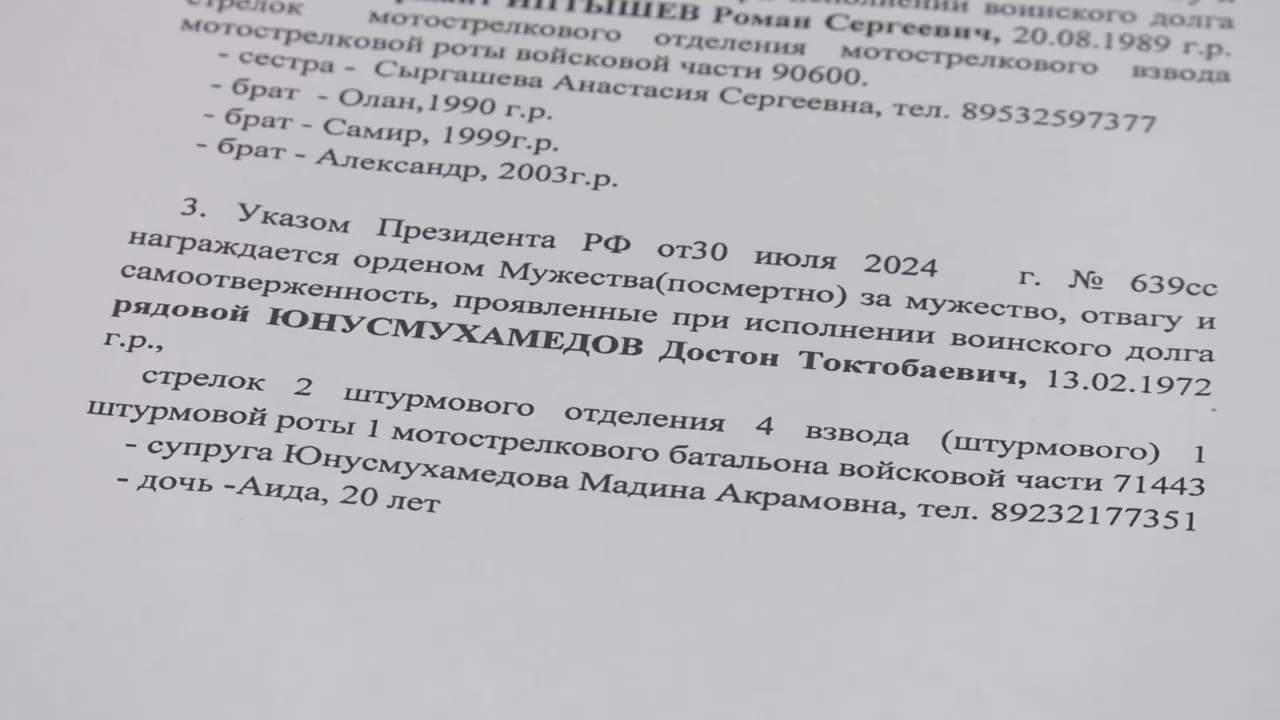 исполнении воинского долга
ИПТЫШЕВ Роман Сергеевич, 20.08.1989 г.р.
стрелок мотострелкового отделения мотострелкового взвода
мотострелковой роты войсковой части 90600.
- сестра - Сыргашева Анастасия Сергеевна, тел. 89532597377
- брат - Олан,1990 г.р.
- брат - Самир, 1999г.р.
- брат - Александр, 2003г.р.
3. Указом Президента РФ от30 июля 2024 г. № 639сс
награждается орденом Мужества(посмертно) за мужество, отвагу и
самоотверженность, проявленные при исполнении воинского долга
рядовой ЮНУСМУХАМЕДОВ Достон Токтобаевич, 13.02.1972
г.р.,
стрелок 2 штурмового отделения 4 взвода (штурмового) 1
штурмовой роты 1 мотострелкового батальона войсковой части 71443
- супруга Юнусмухамедова Мадина Акрамовна, тел. 89232177351
- дочь -Аида, 20 лет